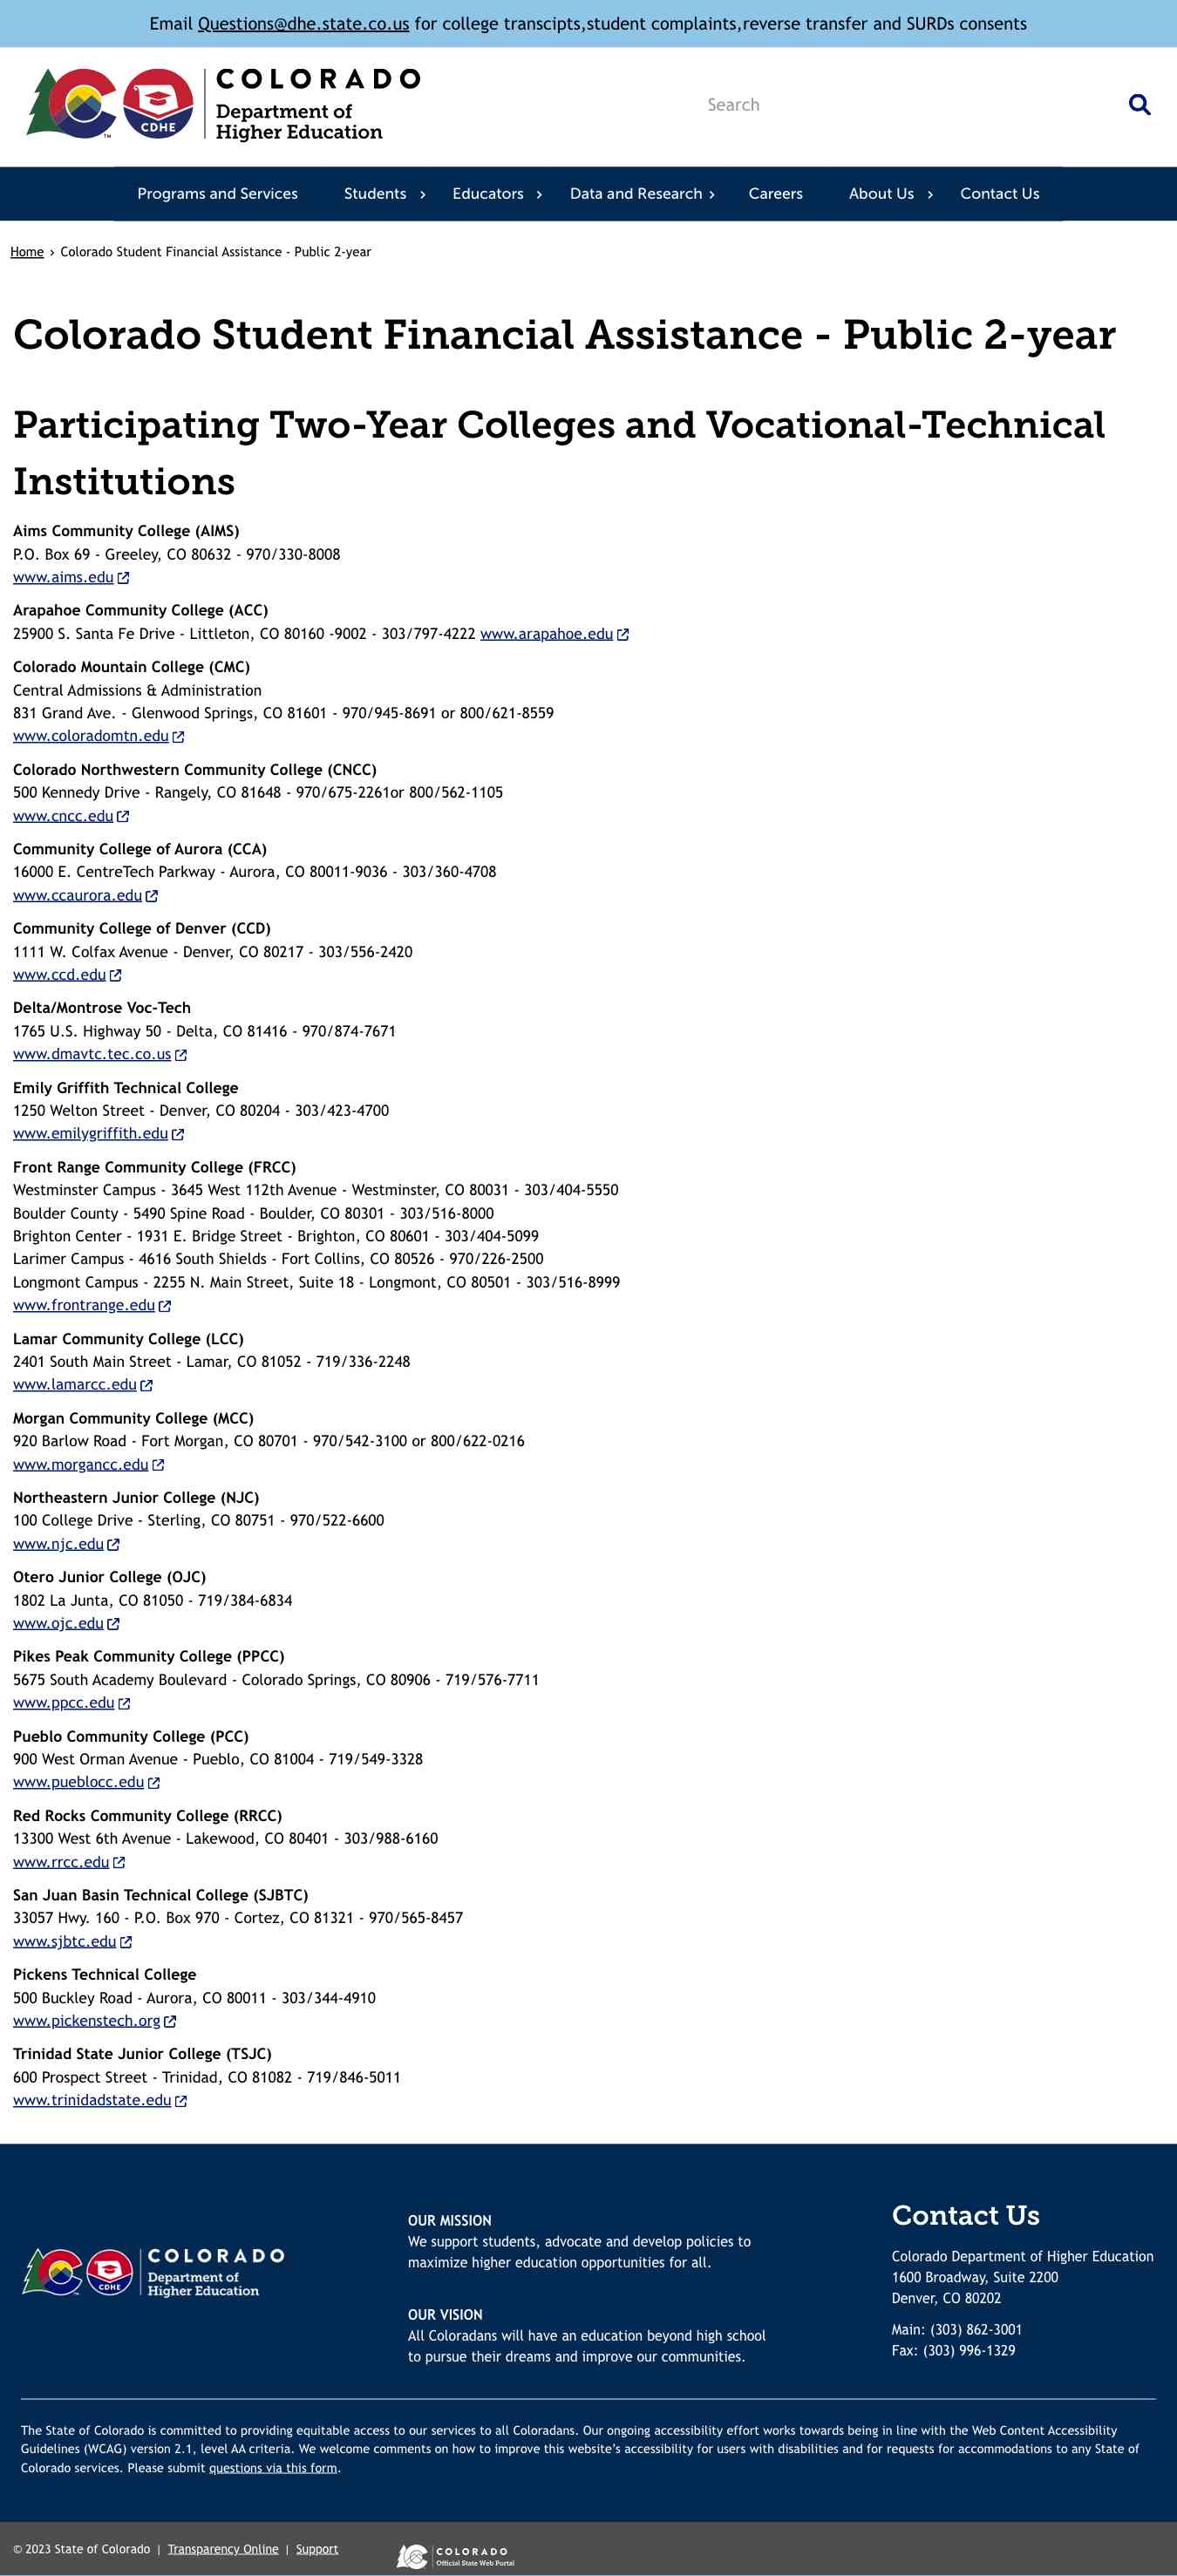 Email Questions@dhe.state.co.us for college transcipts,student complaints,reverse transfer and SURDs consents
COLORADO
Department of
Higher Education
CDHE
TM
Search
Programs and Services Students › Educators › Data and Research › Careers About Us › Contact Us
Home › Colorado Student Financial Assistance - Public 2-year
Colorado Student Financial Assistance - Public 2-year
Participating Two-Year Colleges and Vocational-Technical
Institutions
Aims Community College (AIMS)
P.O. Box 69 - Greeley, CO 80632 - 970/330-8008
www.aims.edu
Arapahoe Community College (ACC)
25900 S. Santa Fe Drive - Littleton, CO 80160 -9002 - 303/797-4222 www.arapahoe.edu
Colorado Mountain College (CMC)
Central Admissions & Administration
831 Grand Ave. - Glenwood Springs, CO 81601 - 970/945-8691 or 800/621-8559
www.coloradomtn.edu
Colorado Northwestern Community College (CNCC)
500 Kennedy Drive - Rangely, CO 81648 - 970/675-2261or 800/562-1105
www.cncc.edu
Community College of Aurora (CCA)
16000 E. CentreTech Parkway - Aurora, CO 80011-9036 - 303/360-4708
www.ccaurora.edu
Community College of Denver (CCD)
1111 W. Colfax Avenue - Denver, CO 80217 - 303/556-2420
www.ccd.edu
Delta/Montrose Voc-Tech
1765 U.S. Highway 50 - Delta, CO 81416 - 970/874-7671
www.dmavtc.tec.co.us
Emily Griffith Technical College
1250 Welton Street - Denver, CO 80204 - 303/423-4700
www.emilygriffith.edu
Front Range Community College (FRCC)
Westminster Campus - 3645 West 112th Avenue - Westminster, CO 80031 - 303/404-5550
Boulder County - 5490 Spine Road - Boulder, CO 80301 - 303/516-8000
Brighton Center - 1931 E. Bridge Street - Brighton, CO 80601 - 303/404-5099
Larimer Campus - 4616 South Shields - Fort Collins, CO 80526 - 970/226-2500
Longmont Campus - 2255 N. Main Street, Suite 18 - Longmont, CO 80501 - 303/516-8999
www.frontrange.edu
Lamar Community College (LCC)
2401 South Main Street - Lamar, CO 81052 - 719/336-2248
www.lamarcc.edu
Morgan Community College (MCC)
920 Barlow Road - Fort Morgan, CO 80701 - 970/542-3100 or 800/622-0216
www.morgancc.edu
Northeastern Junior College (NJC)
100 College Drive - Sterling, CO 80751 - 970/522-6600
www.njc.edu
Otero Junior College (OJC)
1802 La Junta, CO 81050 - 719/384-6834
www.ojc.edu
Pikes Peak Community College (PPCC)
5675 South Academy Boulevard - Colorado Springs, CO 80906 - 719/576-7711
www.ppcc.edu
Pueblo Community College (PCC)
900 West Orman Avenue - Pueblo, CO 81004 - 719/549-3328
www.pueblocc.edu
Red Rocks Community College (RRCC)
13300 West 6th Avenue - Lakewood, CO 80401 - 303/988-6160
www.rrcc.edu
San Juan Basin Technical College (SJBTC)
33057 Hwy. 160 - P.O. Box 970 - Cortez, CO 81321 - 970/565-8457
www.sjbtc.edu
Pickens Technical College
500 Buckley Road - Aurora, CO 80011 - 303/344-4910
www.pickenstech.org
Trinidad State Junior College (TSJC)
600 Prospect Street - Trinidad, CO 81082 - 719/846-5011
www.trinidadstate.edu
COLORADO
Department of
Higher Education
CDHE
OUR MISSION
We support students, advocate and develop policies to
maximize higher education opportunities for all.
OUR VISION
All Coloradans will have an education beyond high school
to pursue their dreams and improve our communities.
Contact Us
Colorado Department of Higher Education
1600 Broadway, Suite 2200
Denver, CO 80202
Main: (303) 862-3001
Fax: (303) 996-1329
The State of Colorado is committed to providing equitable access to our services to all Coloradans. Our ongoing accessibility effort works towards being in line with the Web Content Accessibility
Guidelines (WCAG) version 2.1, level AA criteria. We welcome comments on how to improve this website's accessibility for users with disabilities and for requests for accommodations to any State of
Colorado services. Please submit questions via this form.
© 2023 State of Colorado | Transparency Online | Support
COLORADO
Official State Web Portal